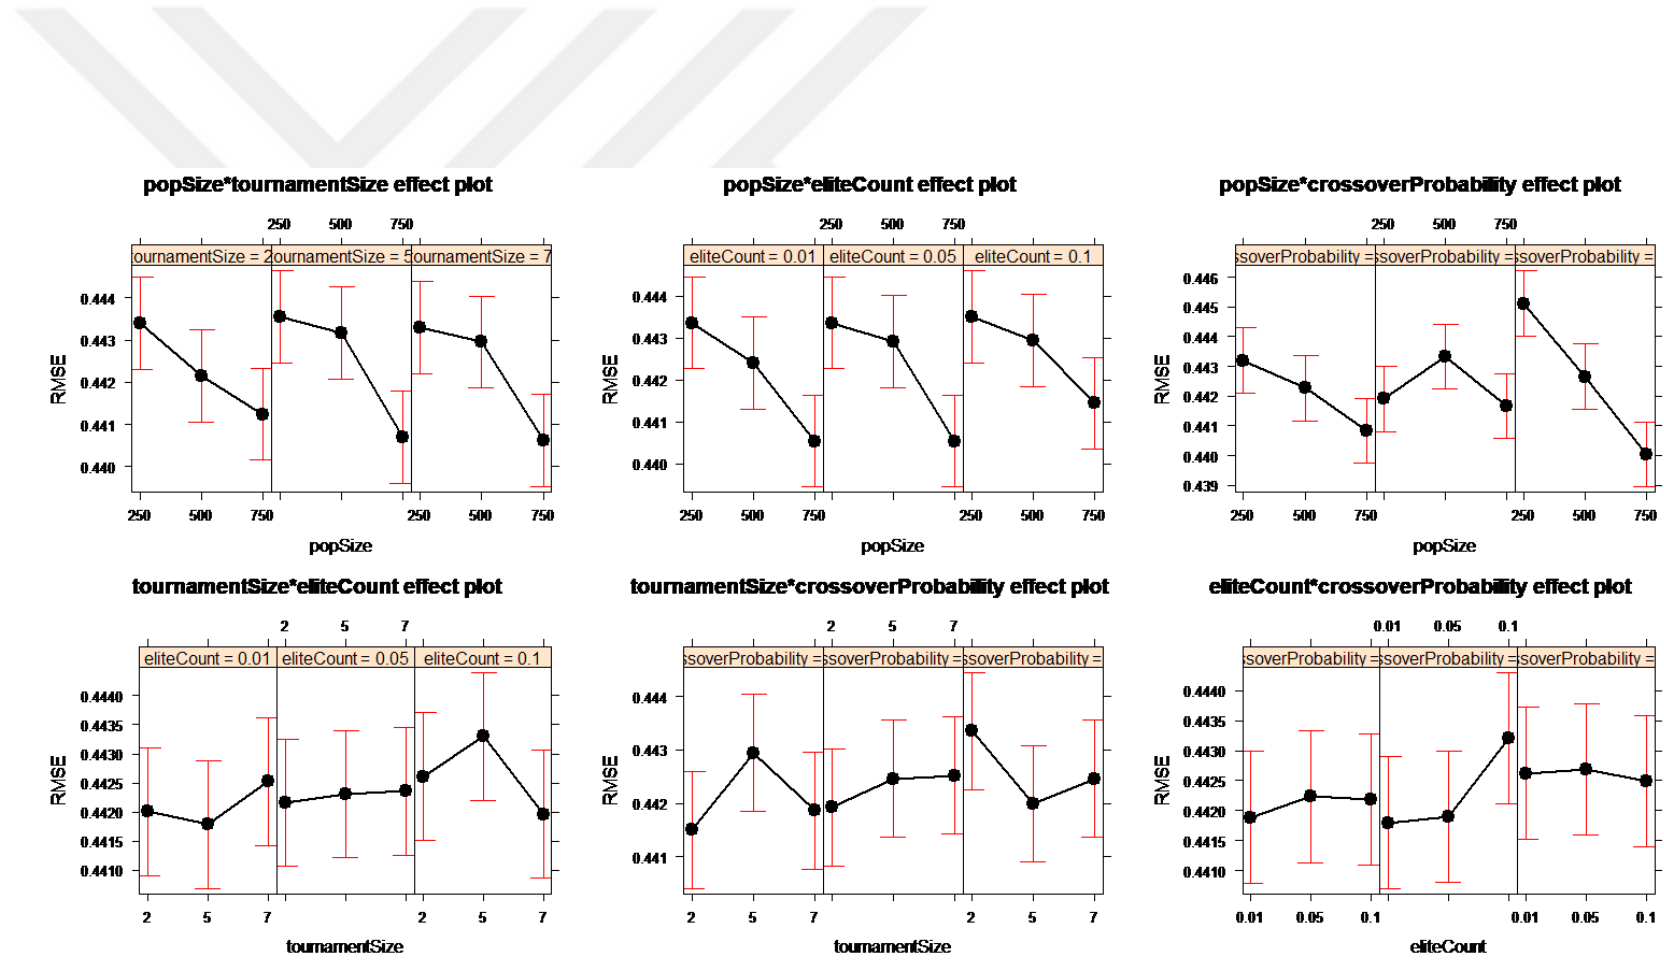 popSize*tournamentSize effect plot
250 500 750
ournamentSize = 2 ournamentSize = 5 ournamentSize = 7
0.444
0.443
0.442
0.441
0.440
RMSE
250 500 750 250 500 750
popSize
popSize*eliteCount effect plot
250 500 750
eliteCount = 0.01 eliteCount = 0.05 eliteCount = 0.1
0.444
0.443
0.442
0.441
0.440
RMSE
250 500 750 250 500 750
popSize
popSize*crossoverProbability effect plot
250 500 750
ssoverProbability = ssoverProbability = ssoverProbability =
0.446
0.445
0.444
0.443
0.442
0.441
0.440
0.439
RMSE
250 500 750 250 500 750
popSize
tournamentSize*eliteCount effect plot
2 5 7
eliteCount = 0.01 eliteCount = 0.05 eliteCount = 0.1
0.4440
0.4435
0.4430
0.4425
0.4420
0.4415
0.4410
RMSE
2 5 7 2 5 7
tournamentSize
tournamentSize*crossoverProbability effect plot
2 5 7
ssoverProbability = ssoverProbability = ssoverProbability =
0.444
0.443
0.442
0.441
RMSE
2 5 7 2 5 7
tournamentSize
eliteCount*crossoverProbability effect plot
0.01 0.05 0.1
ssoverProbability = ssoverProbability = ssoverProbability =
0.4440
0.4435
0.4430
0.4425
0.4420
0.4415
0.4410
RMSE
0.01 0.05 0.1 0.01 0.05 0.1
eliteCount